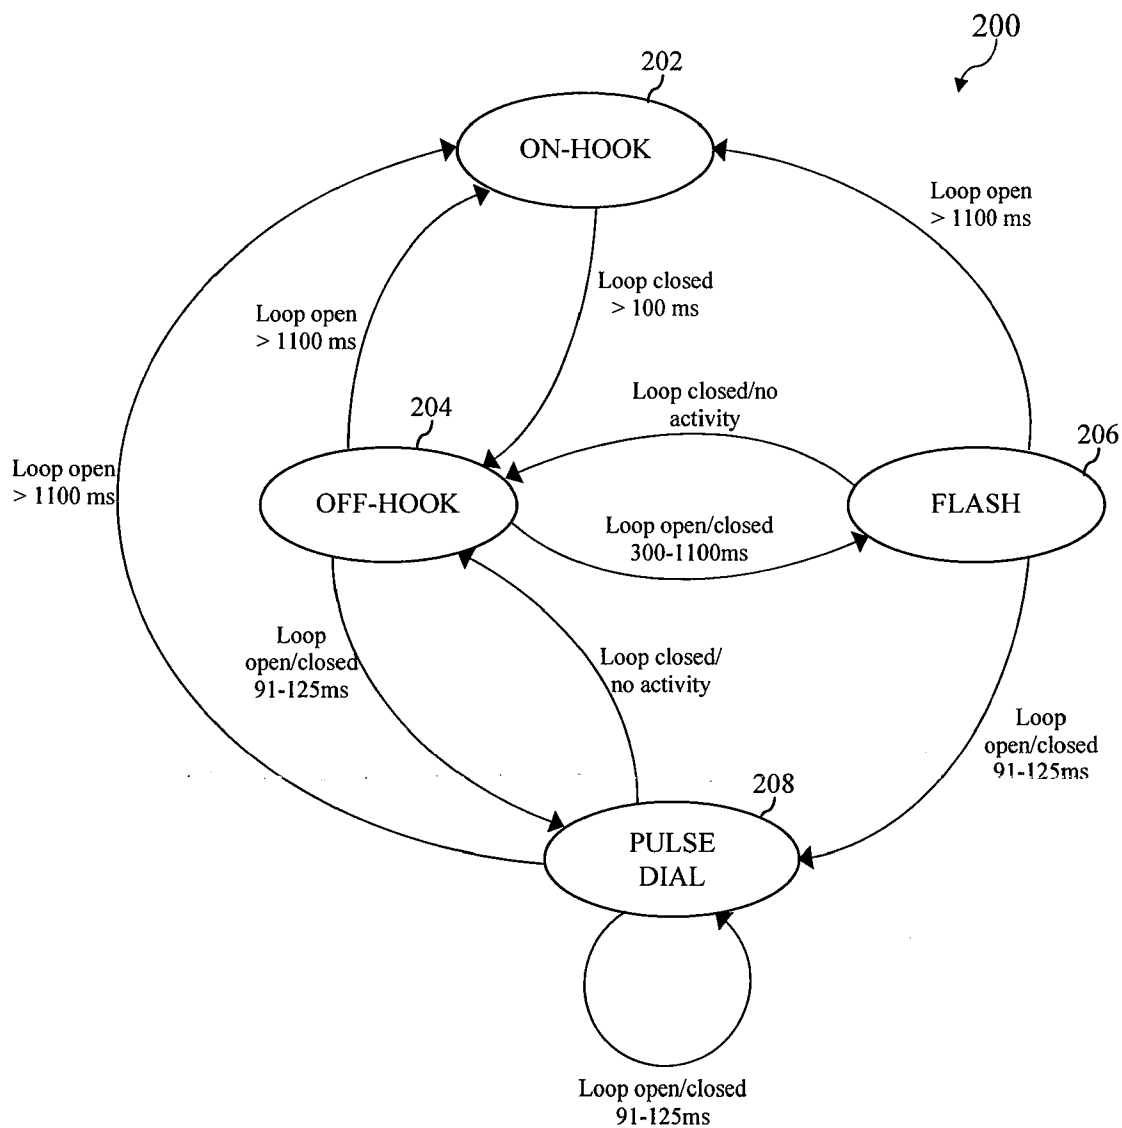 200
202
ON-HOOK
Loop open
> 1100 ms
Loop closed
> 100 ms
Loop open
> 1100 ms
Loop closed/no
activity
204
206
Loop open
> 1100 ms
OFF-HOOK
FLASH
Loop open/closed
300-1100ms
Loop
open/closed
91-125ms
Loop closed/
no activity
Loop
open/closed
91-125ms
208
PULSE
DIAL
Loop open/closed
91-125ms